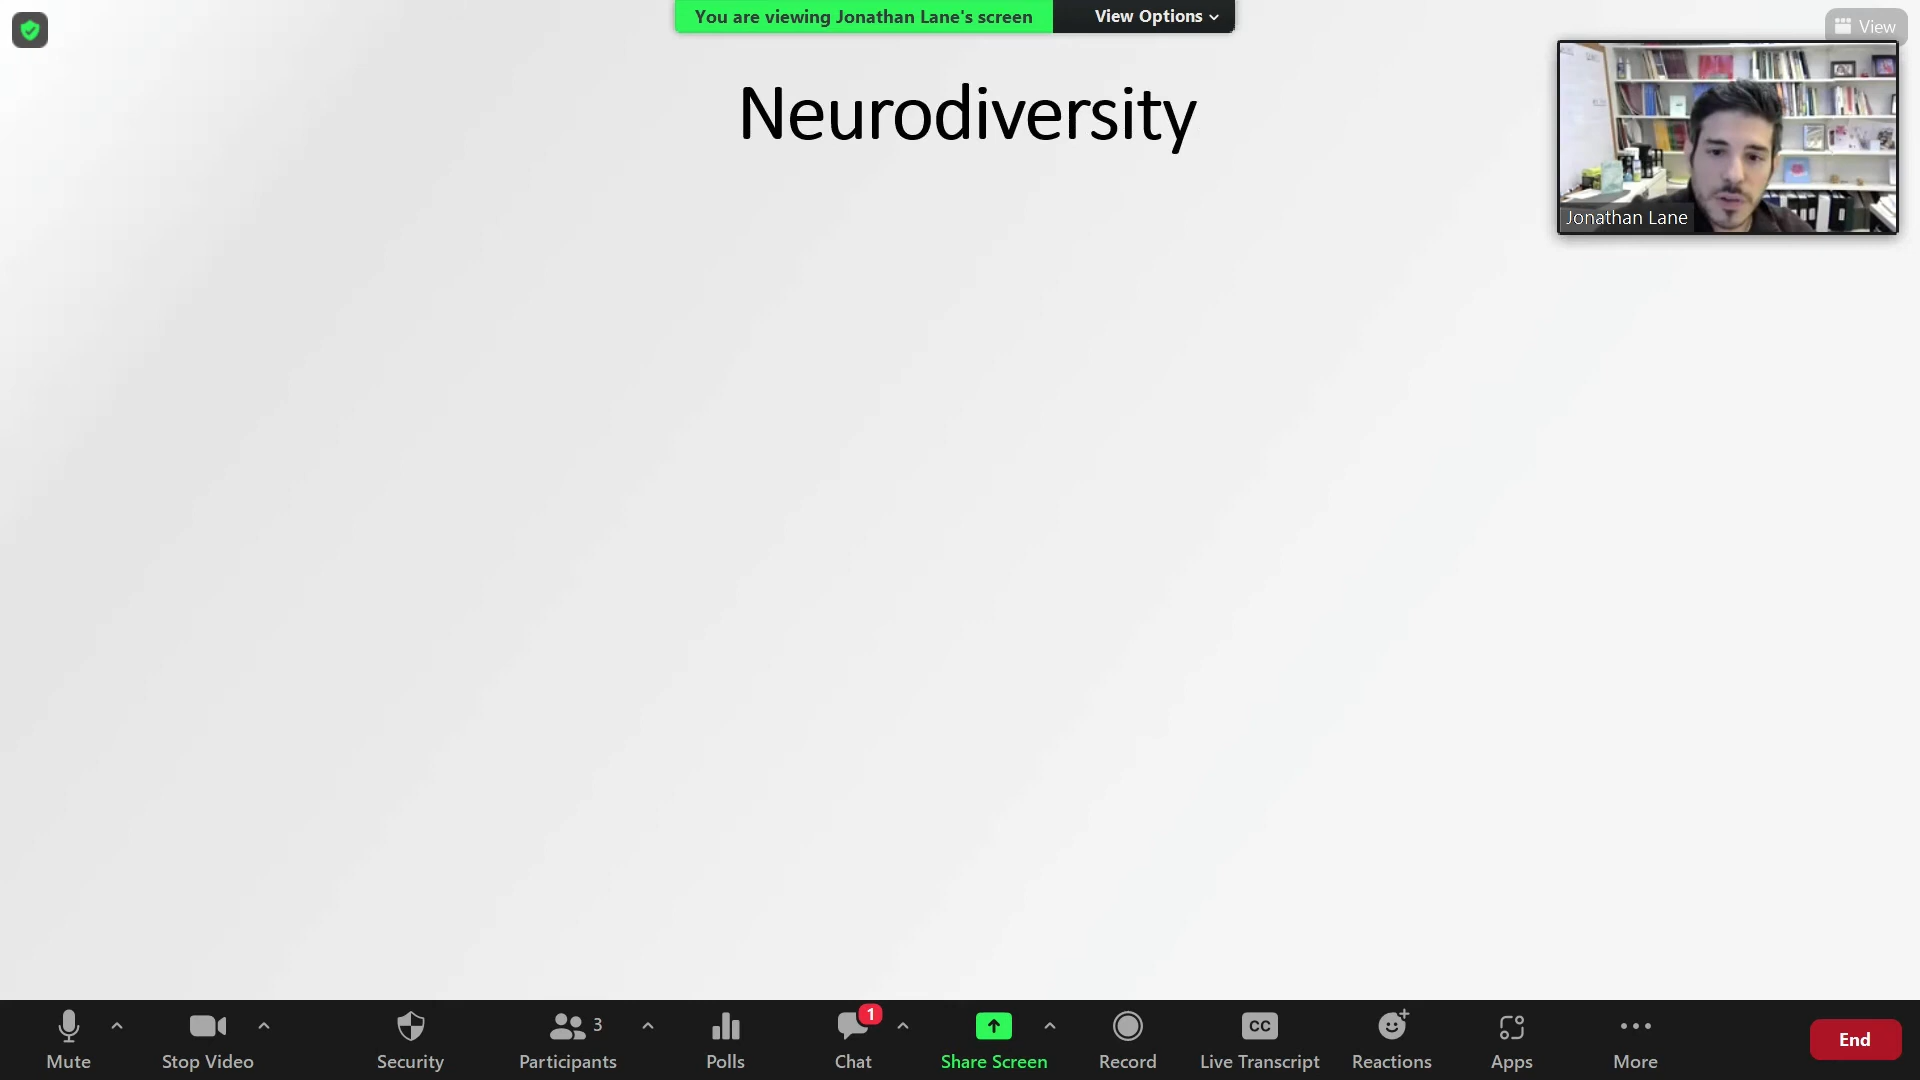 You are viewing Jonathan Lane's screen
View Options
View
Neurodiversity
Jonathan Lane
Mute
Stop Video
Security
3
Participants
Polls
1
Chat
Share Screen
Record
CC
Live Transcript
Reactions
Apps
More
End